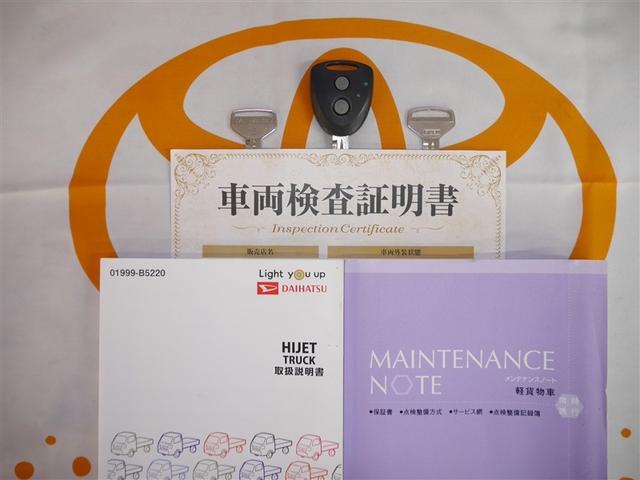 車両検査証明書
Inspection Certificate
販売店名
車両外装状態
01999-B5220
Light you up
DAIHATSU
HIJET
TRUCK
取扱説明書
MAINTENANCE
NOTE
メンテナンスノート
軽貨物車
•保証書 •点検整備方式 •サービス網 •点検整備記録簿